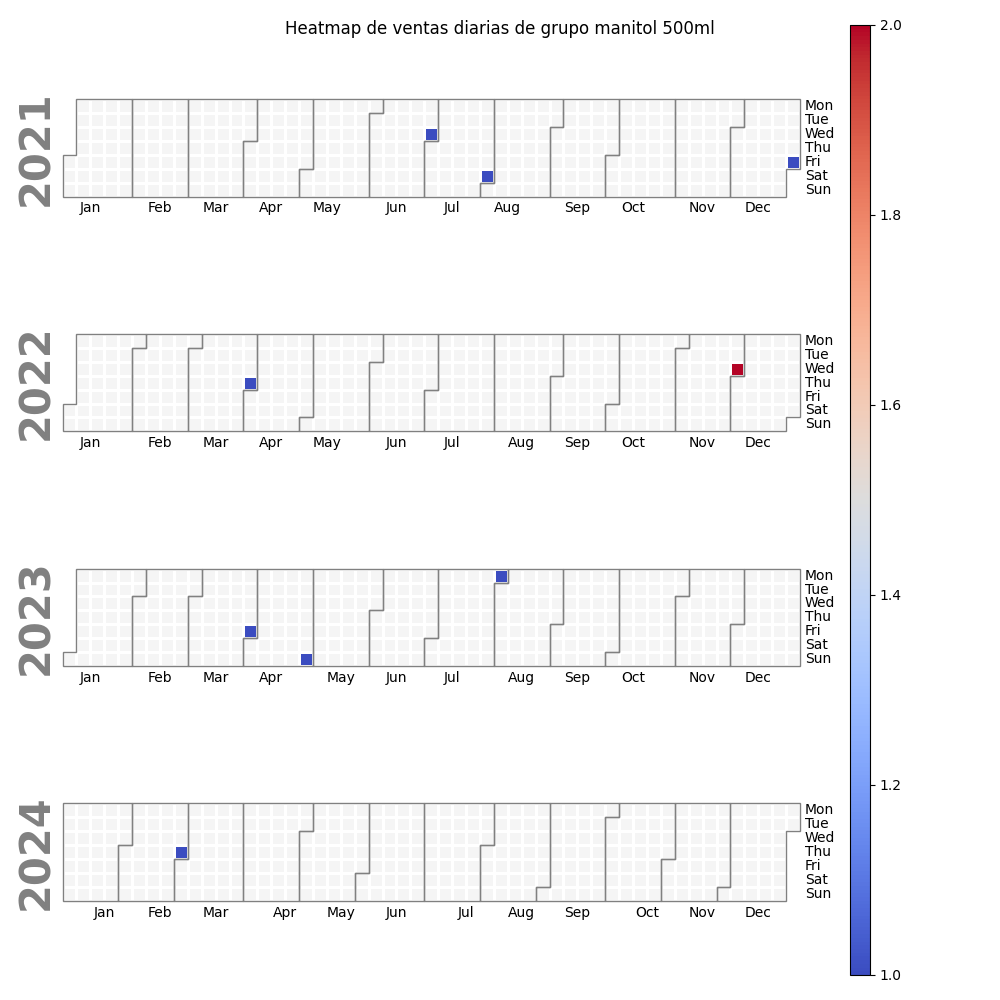 Heatmap de ventas diarias de grupo manitol 500ml
2021
Mon
Tue
Wed
Thu
Fri
Sat
Sun
Jan Feb Mar Apr May Jun Jul Aug Sep Oct Nov Dec
2022
Mon
Tue
Wed
Thu
Fri
Sat
Sun
Jan Feb Mar Apr May Jun Jul Aug Sep Oct Nov Dec
2023
Mon
Tue
Wed
Thu
Fri
Sat
Sun
Jan Feb Mar Apr May Jun Jul Aug Sep Oct Nov Dec
2024
Mon
Tue
Wed
Thu
Fri
Sat
Sun
Jan Feb Mar Apr May Jun Jul Aug Sep Oct Nov Dec
2.0
1.8
1.6
1.4
1.2
1.0